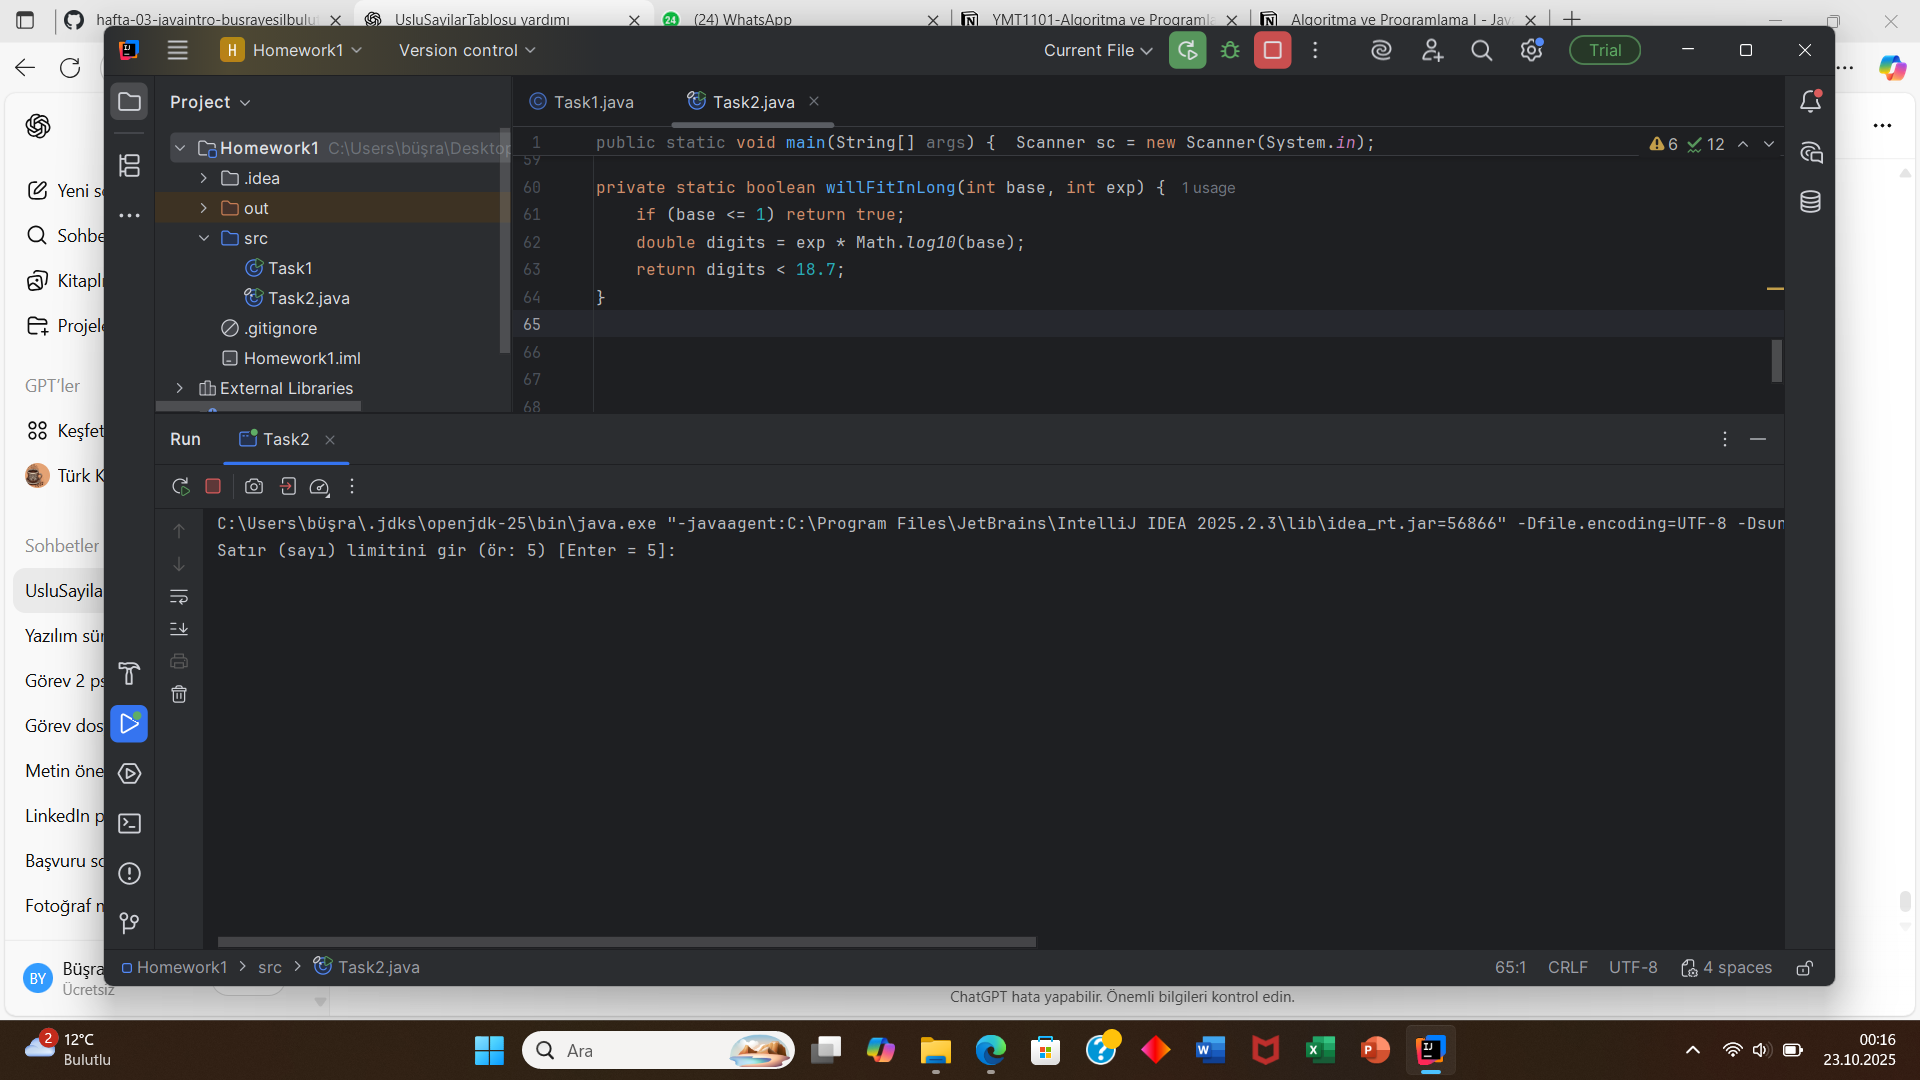 hafta-03-javaintro-busrayesilbulut
UsluSayilarTablosu yardımı
(24) WhatsApp
YMT1101-Algoritma ve Programla
Algoritma ve Programlama I - Jav
H Homework1
Version control
Current File
Trial
Project
Task1.java
Task2.java
Homework1 C:\Users\büşra\Desktop
.idea
out
src
Task1
Task2.java
.gitignore
Homework1.iml
External Libraries
1 public static void main(String[] args) { Scanner sc = new Scanner(System.in);
6 12
59
60 private static boolean willFitInLong(int base, int exp) { 1 usage
61 if (base <= 1) return true;
62 double digits = exp * Math.log10(base);
63 return digits < 18.7;
64 }
65
66
67
68
Run
Task2
C:\Users\büşra\.jdks\openjdk-25\bin\java.exe "-javaagent:C:\Program Files\JetBrains\IntelliJ IDEA 2025.2.3\lib\idea_rt.jar=56866" -Dfile.encoding=UTF-8 -Dsun
Satır (sayı) limitini gir (ör: 5) [Enter = 5]:
Homework1 > src > Task2.java
65:1 CRLF UTF-8 4 spaces
Yeni s
Sohbe
Kitaplı
Projele
GPT'ler
Keşfet
Türk K
Sohbetler
UsluSayila
Yazılım sür
Görev 2 ps
Görev dos
Metin öne
LinkedIn p
Başvuru so
Fotoğraf m
BY
Büşra
Ücretsiz
ChatGPT hata yapabilir. Önemli bilgileri kontrol edin.
2
12°C
Bulutlu
Ara
00:16
23.10.2025